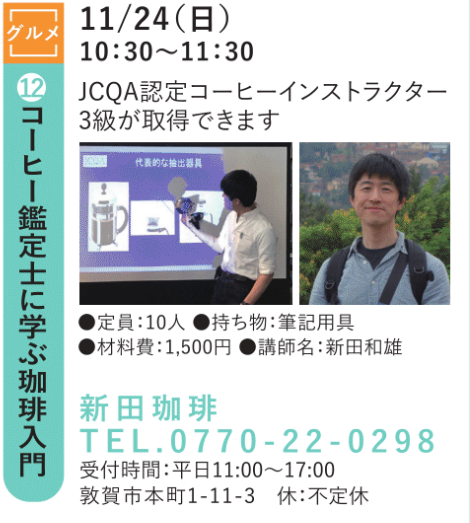 グルメ
⑫コーヒー鑑定士に学ぶ珈琲入門
11/24(日)
10:30〜11:30
JCQA認定コーヒーインストラクター
3級が取得できます
JCQA
代表的な抽出器具
●定員:10人 ●持ち物:筆記用具
●材料費:1,500円 ●講師名:新田和雄
新田珈琲
TEL.0770-22-0298
受付時間:平日11:00〜17:00
敦賀市本町1-11-3　休:不定休